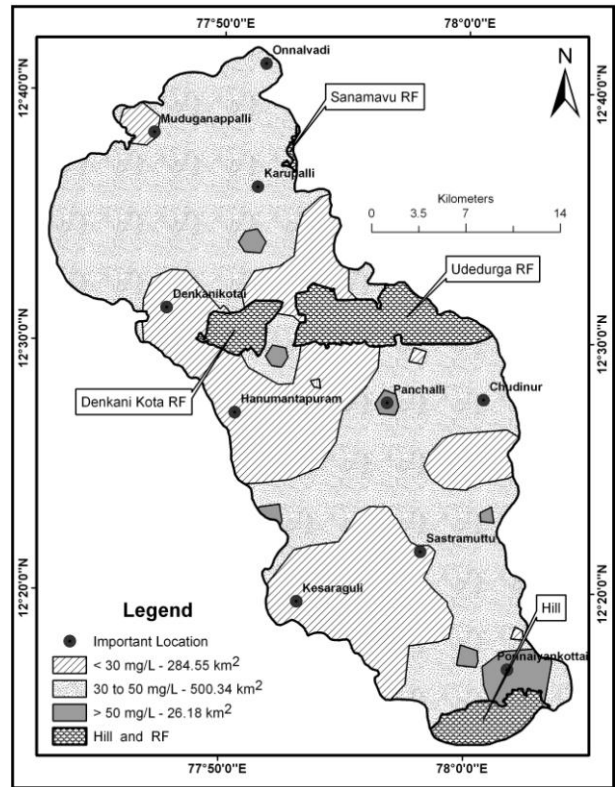 77°50'0"E 78°0'0"E
12°40'0"N
12°40'0"N
Onnalvadi
N
Sanamavu RF
Muduganappalli
Karupalli
Kilometers
0 3.5 7 14
Udedurga RF
Denkanikotai
12°30'0"N
12°30'0"N
Denkani Kota RF
Hanumantapuram
Panchalli
Chudinur
Sastramuttu
12°20'0"N
12°20'0"N
Kesaraguli
Hill
Ponnaiyankottai
Legend
Important Location
< 30 mg/L - 284.55 km2
30 to 50 mg/L - 500.34 km2
> 50 mg/L - 26.18 km2
Hill and RF
77°50'0"E 78°0'0"E